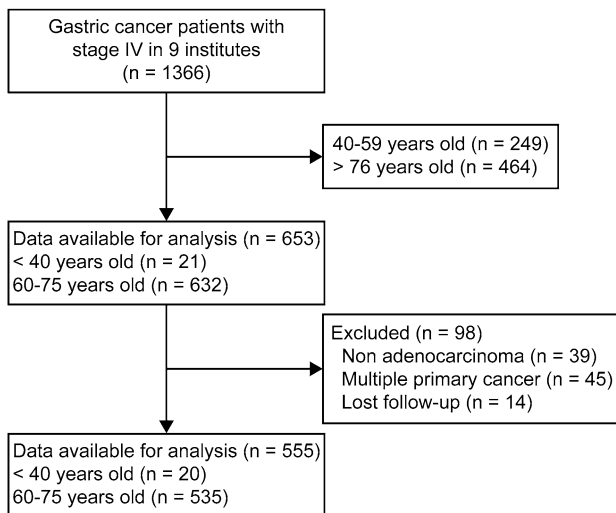 Gastric cancer patients with
stage IV in 9 institutes
(n = 1366)
40-59 years old (n = 249)
> 76 years old (n = 464)
Data available for analysis (n = 653)
< 40 years old (n = 21)
60-75 years old (n = 632)
Excluded (n = 98)
Non adenocarcinoma (n = 39)
Multiple primary cancer (n = 45)
Lost follow-up (n = 14)
Data available for analysis (n = 555)
< 40 years old (n = 20)
60-75 years old (n = 535)